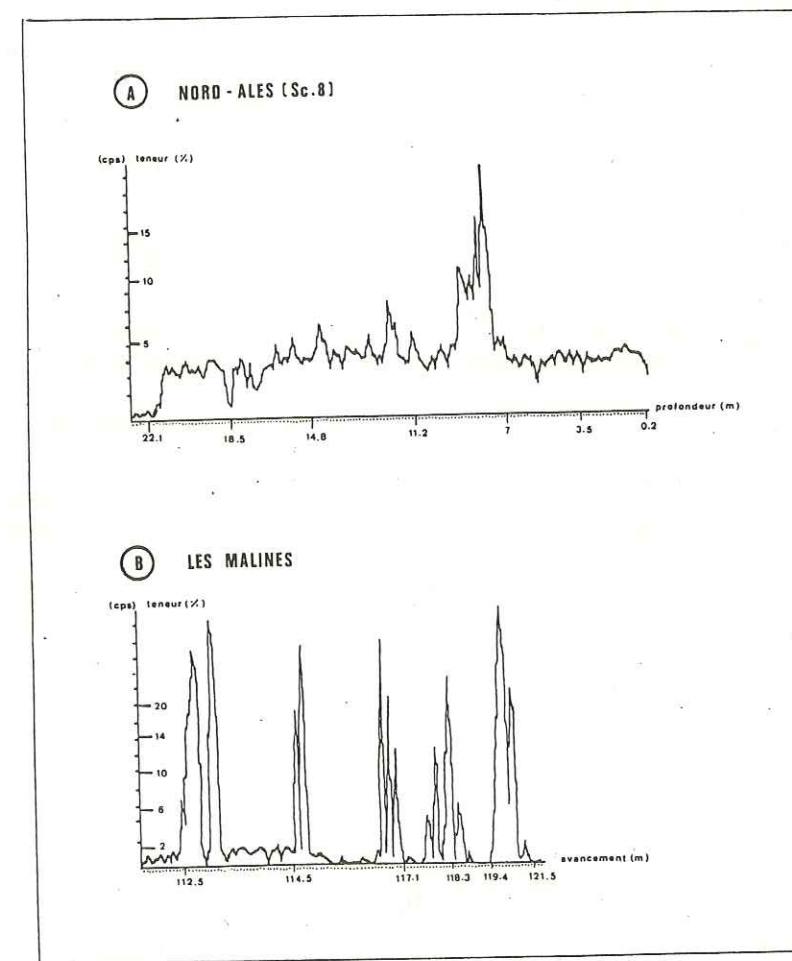 A NORD - ALES (Sc.8)
(cps) teneur (%)
15
10
5
profondeur (m)
22.1 18.5 14.8 11.2 7 3.5 0.2
B LES MALINES
(cps) teneur (%)
20
14
10
6
2
avancement (m)
112.5 114.5 117.1 118.3 119.4 121.5